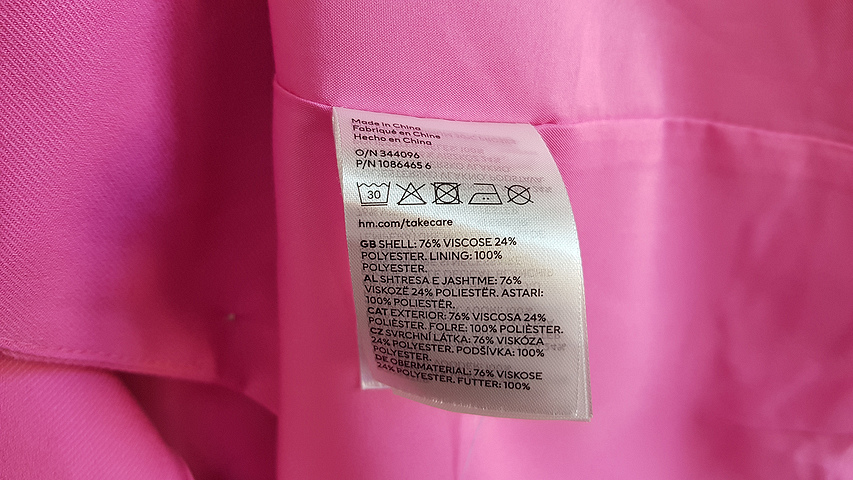 Made in China
Fabriqué en Chine
Hecho en China
O/N 344096
P/N 1086465 6
30
hm.com/takecare
GB SHELL: 76% VISCOSE 24%
POLYESTER. LINING: 100%
POLYESTER.
AL SHTRESA E JASHTME: 76%
VISKOZË 24% POLIESTËR. ASTARI:
100% POLIESTËR.
CAT EXTERIOR: 76% VISCOSA 24%
POLIÈSTER. FOLRE: 100% POLIÈSTER.
CZ SVRCHNÍ LÁTKA: 76% VISKÓZA
24% POLYESTER. PODŠÍVKA: 100%
POLYESTER.
DE OBERMATERIAL: 76% VISKOSE
24% POLYESTER. FUTTER: 100%